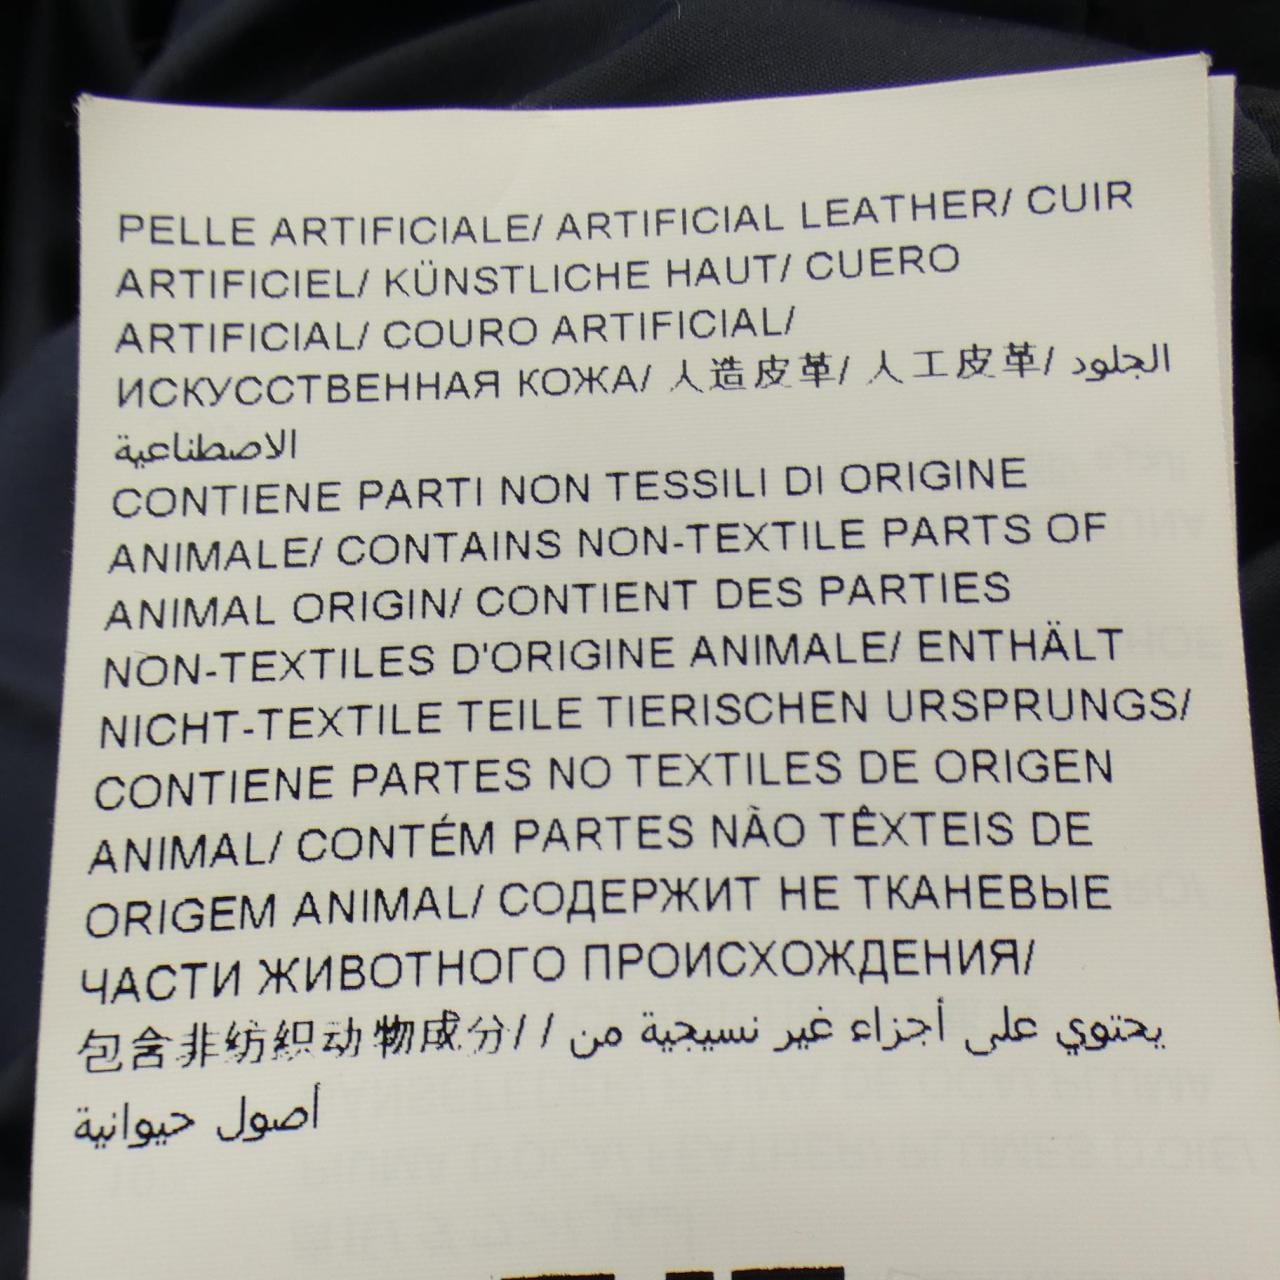 PELLE ARTIFICIALE/ ARTIFICIAL LEATHER/ CUIR
ARTIFICIEL/ KÜNSTLICHE HAUT/ CUERO
ARTIFICIAL/ COURO ARTIFICIAL/
ИСКУССТВЕННАЯ КОЖА/ 人造皮革/ 人工皮革/ الجلود
الاصطناعية
CONTIENE PARTI NON TESSILI DI ORIGINE
ANIMALE/ CONTAINS NON-TEXTILE PARTS OF
ANIMAL ORIGIN/ CONTIENT DES PARTIES
NON-TEXTILES D'ORIGINE ANIMALE/ ENTHÄLT
NICHT-TEXTILE TEILE TIERISCHEN URSPRUNGS/
CONTIENE PARTES NO TEXTILES DE ORIGEN
ANIMAL/ CONTÉM PARTES NÃO TÊXTEIS DE
ORIGEM ANIMAL/ СОДЕРЖИТ НЕ ТКАНЕВЫЕ
ЧАСТИ ЖИВОТНОГО ПРОИСХОЖДЕНИЯ/
包含非纺织动物成分/ / يحتوي على أجزاء غير نسيجية من
أصول حيوانية